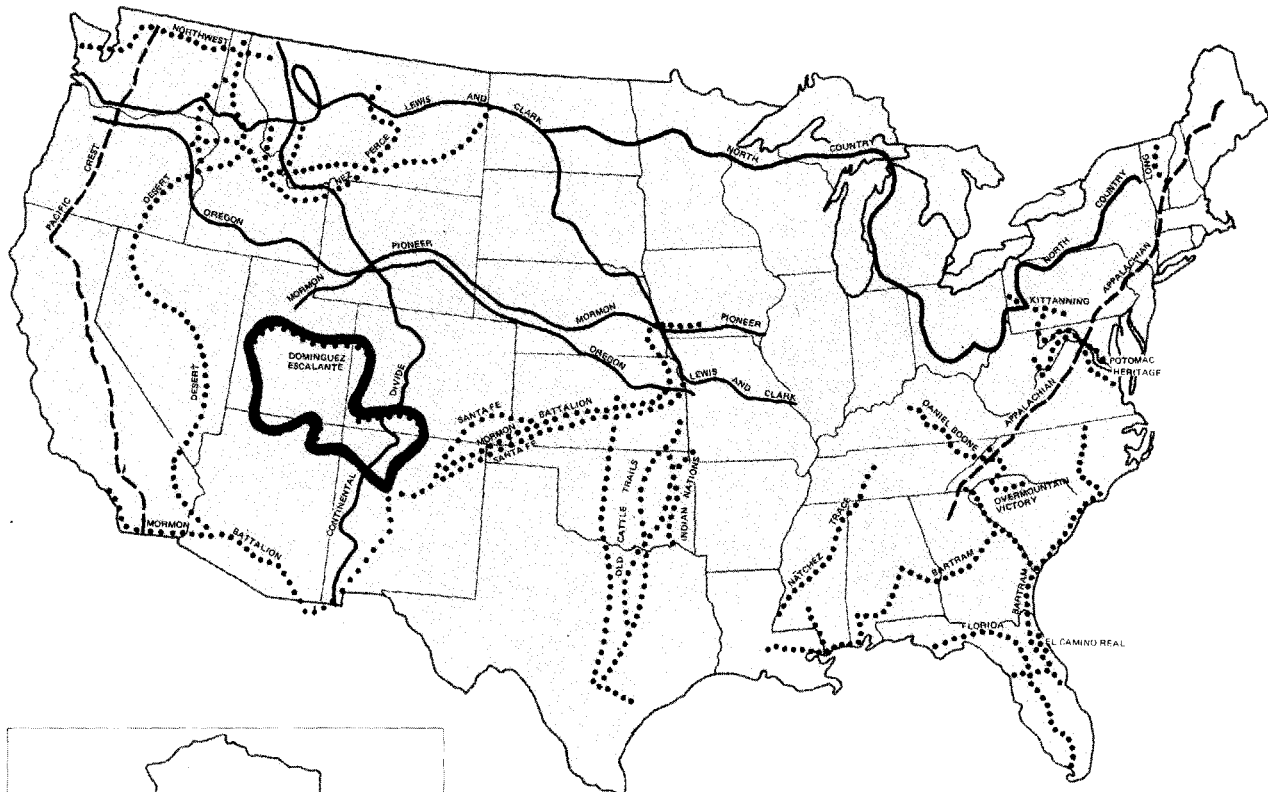 NORTHWEST
LEWIS AND CLARK
NORTH COUNTRY
PACIFIC CREST
DESERT
NEZ PERCE
OREGON
MORMON PIONEER
LONG
NORTH COUNTRY
APPALACHIAN
KITTANNING
MORMON PIONEER
OREGON
LEWIS AND CLARK
POTOMAC
HERITAGE
APPALACHIAN
DOMINGUEZ
ESCALANTE
DIVIDE
DESERT
SANTA FE
MORMON BATTALION
SANTA FE
DANIEL BOONE
OVERMOUNTAIN
VICTORY
CONTINENTAL
OLD CATTLE TRAILS
INDIAN NATIONS
NATCHEZ TRACE
BARTRAM
BARTRAM
MORMON BATTALION
FLORIDA
EL CAMINO REAL